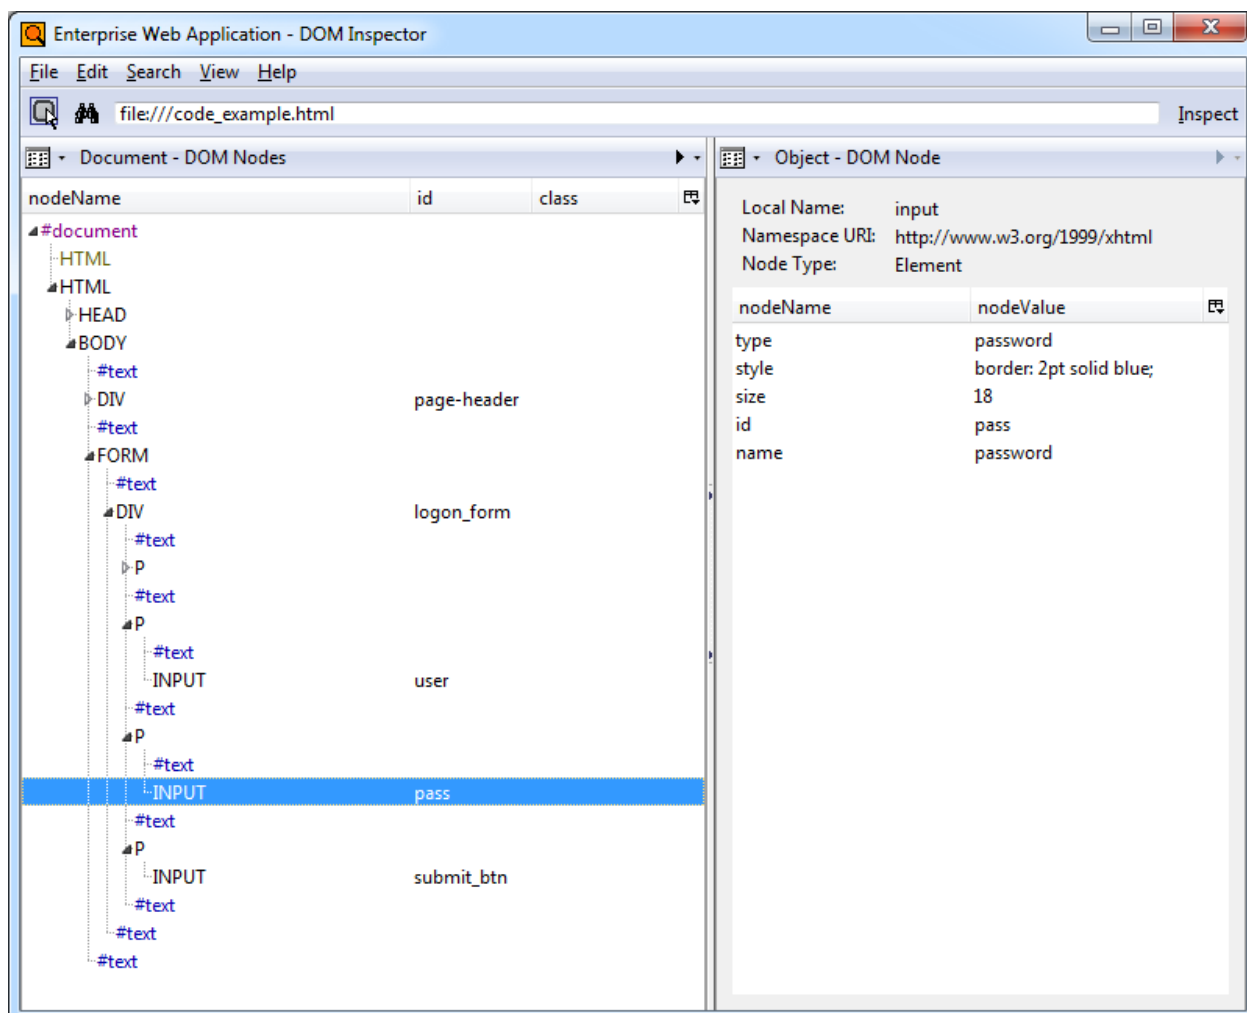 Enterprise Web Application - DOM Inspector
File Edit Search View Help
file:///code_example.html Inspect
Document - DOM Nodes
nodeName id class
#document
HTML
HTML
HEAD
BODY
#text
DIV page-header
#text
FORM
#text
DIV logon_form
#text
P
#text
P
#text
INPUT user
#text
P
#text
INPUT pass
#text
P
INPUT submit_btn
#text
#text
#text
Object - DOM Node
Local Name: input
Namespace URI: http://www.w3.org/1999/xhtml
Node Type: Element
nodeName nodeValue
type password
style border: 2pt solid blue;
size 18
id pass
name password